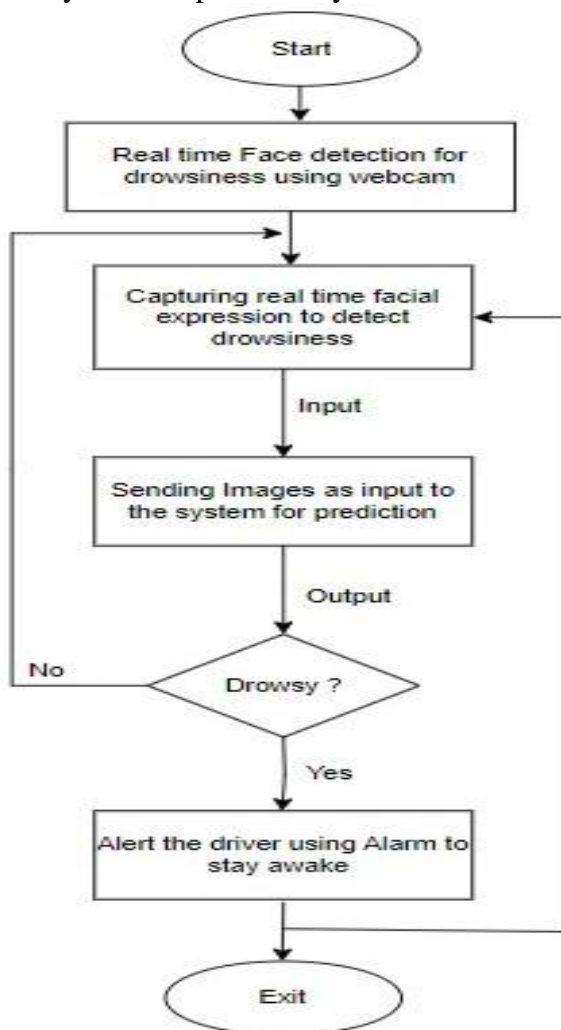 Start
Real time Face detection for
drowsiness using webcam
Capturing real time facial
expression to detect
drowsiness
Input
Sending Images as input to
the system for prediction
Output
No
Drowsy ?
Yes
Alert the driver using Alarm to
stay awake
Exit